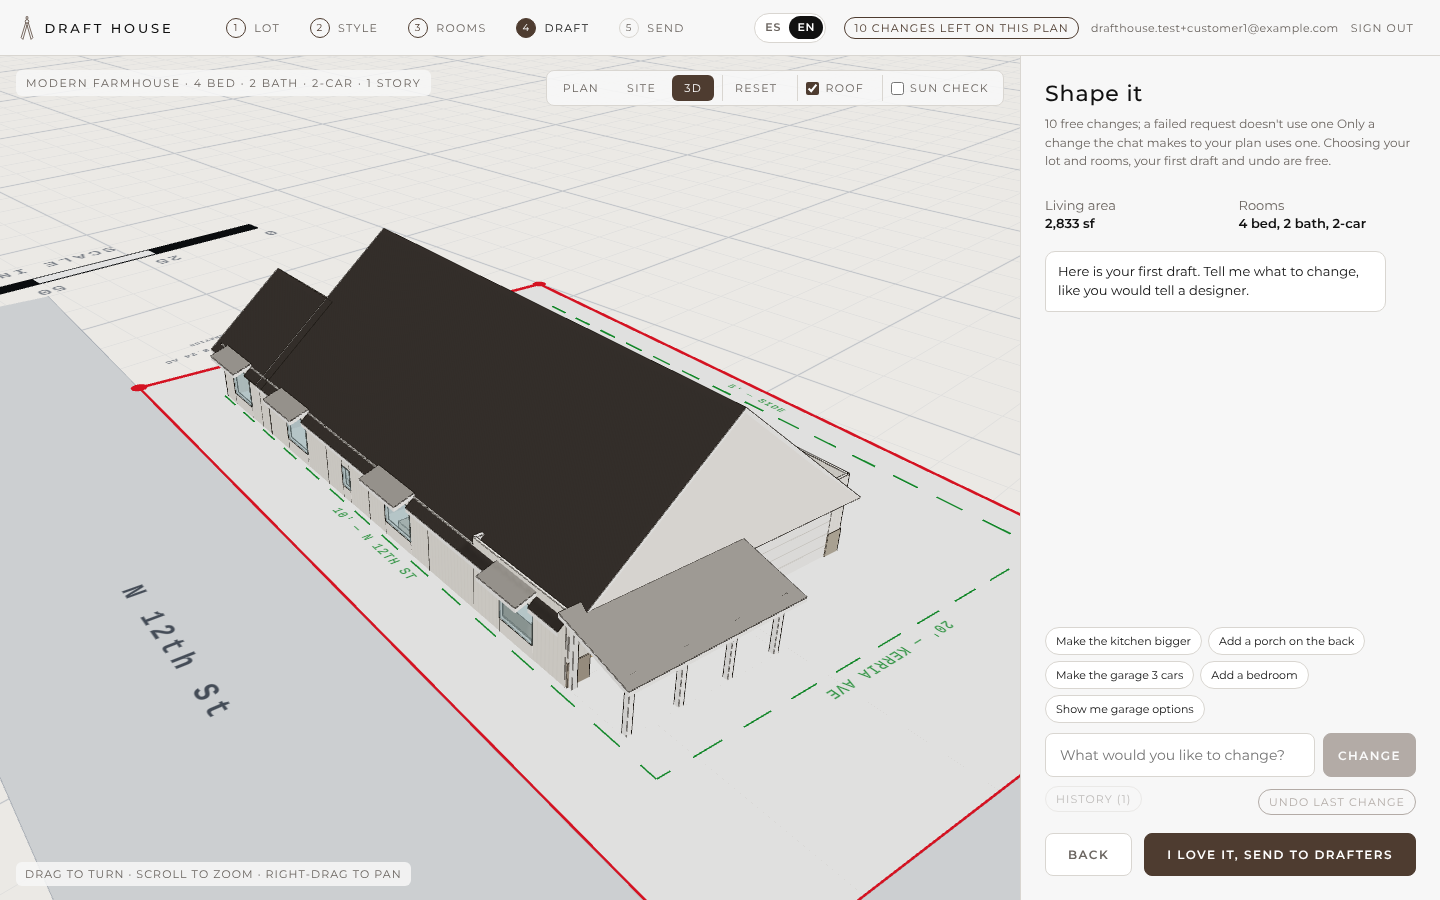 DRAFT HOUSE
1 LOT
2 STYLE
3 ROOMS
4 DRAFT
5 SEND
ES EN
10 CHANGES LEFT ON THIS PLAN
drafthouse.test+customer1@example.com
SIGN OUT
MODERN FARMHOUSE · 4 BED · 2 BATH · 2-CAR · 1 STORY
PLAN SITE 3D RESET ROOF SUN CHECK
SCALE IN
0
25
50
8' – SIDE
10' – N 12TH ST
20' – KERRIA AVE
N 12th St
DRAG TO TURN · SCROLL TO ZOOM · RIGHT-DRAG TO PAN
Shape it
10 free changes; a failed request doesn't use one Only a
change the chat makes to your plan uses one. Choosing your
lot and rooms, your first draft and undo are free.
Living area
2,833 sf
Rooms
4 bed, 2 bath, 2-car
Here is your first draft. Tell me what to change,
like you would tell a designer.
Make the kitchen bigger
Add a porch on the back
Make the garage 3 cars
Add a bedroom
Show me garage options
What would you like to change?
CHANGE
HISTORY (1)
UNDO LAST CHANGE
BACK
I LOVE IT, SEND TO DRAFTERS